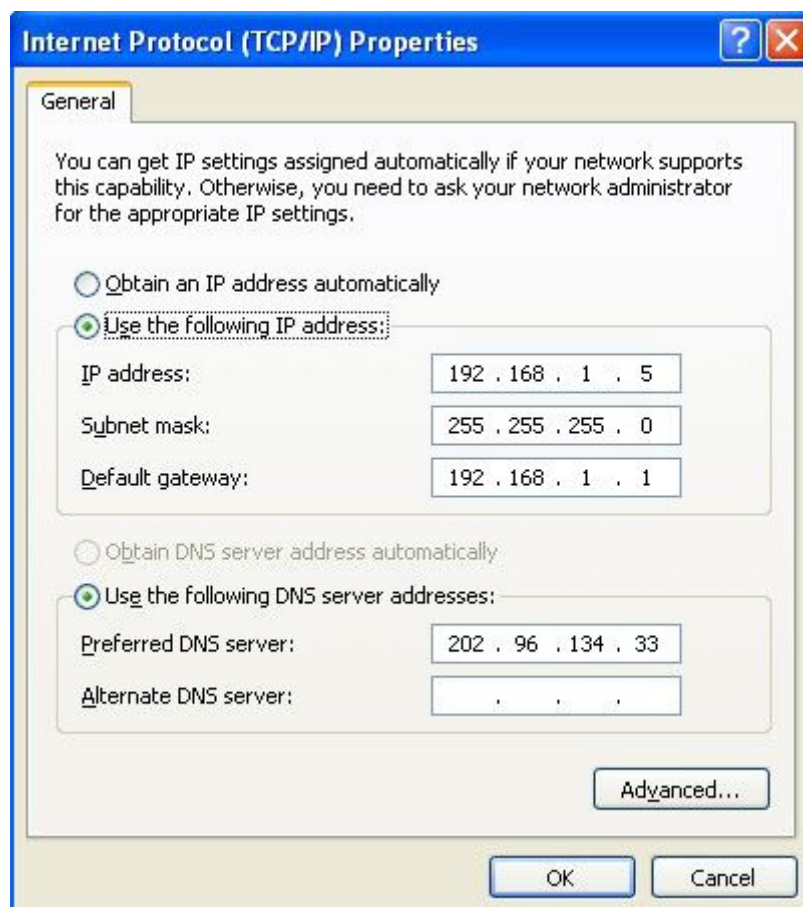 Internet Protocol (TCP/IP) Properties
General
You can get IP settings assigned automatically if your network supports
this capability. Otherwise, you need to ask your network administrator
for the appropriate IP settings.
Obtain an IP address automatically
Use the following IP address:
IP address: 192 . 168 . 1 . 5
Subnet mask: 255 . 255 . 255 . 0
Default gateway: 192 . 168 . 1 . 1
Obtain DNS server address automatically
Use the following DNS server addresses:
Preferred DNS server: 202 . 96 . 134 . 33
Alternate DNS server: . . .
Advanced...
OK Cancel